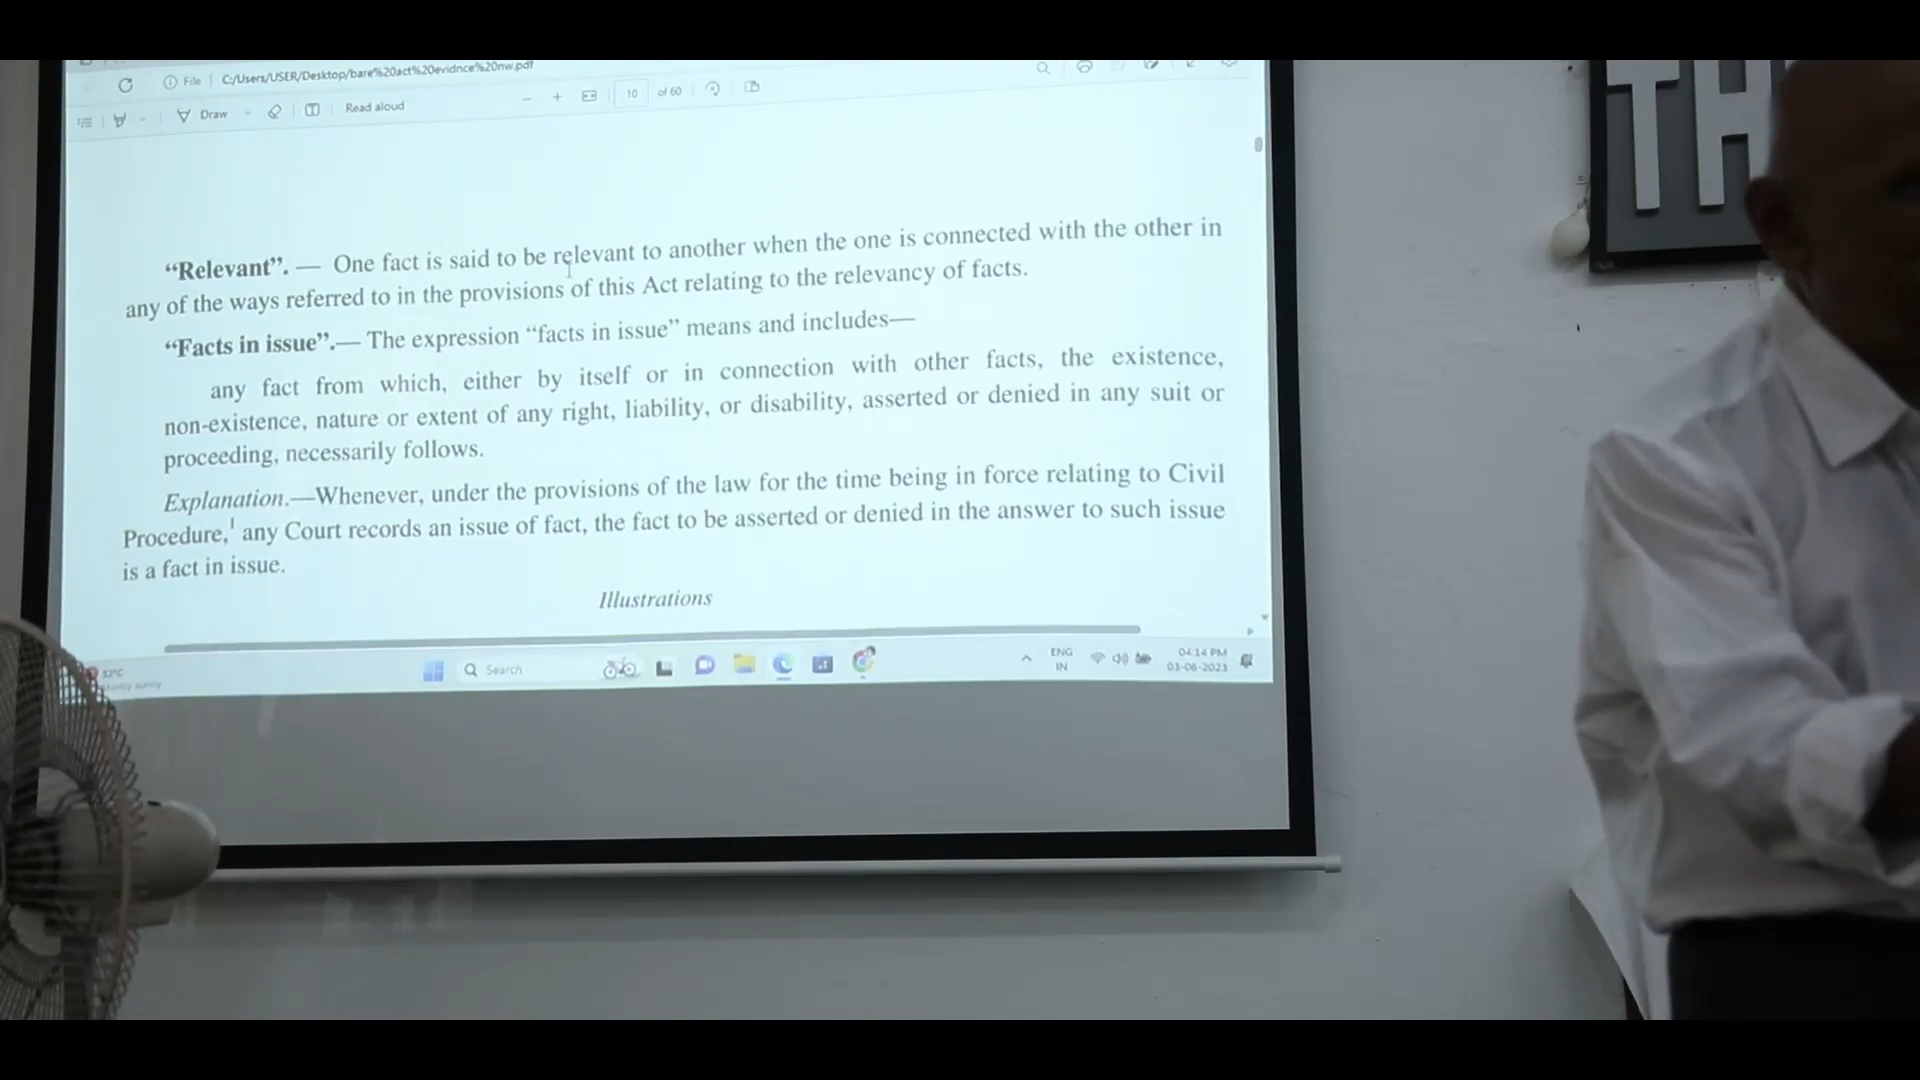 File C:/Users/USER/Desktop/bare%20act%20evidnce%20nw.pdf
Draw Read aloud 10 of 60
TH
“Relevant”. — One fact is said to be relevant to another when the one is connected with the other in
any of the ways referred to in the provisions of this Act relating to the relevancy of facts.
“Facts in issue”.— The expression “facts in issue” means and includes—
any fact from which, either by itself or in connection with other facts, the existence,
non-existence, nature or extent of any right, liability, or disability, asserted or denied in any suit or
proceeding, necessarily follows.
Explanation.—Whenever, under the provisions of the law for the time being in force relating to Civil
Procedure,¹ any Court records an issue of fact, the fact to be asserted or denied in the answer to such issue
is a fact in issue.
Illustrations
Search
ENG
IN
04:14 PM
03-06-2023